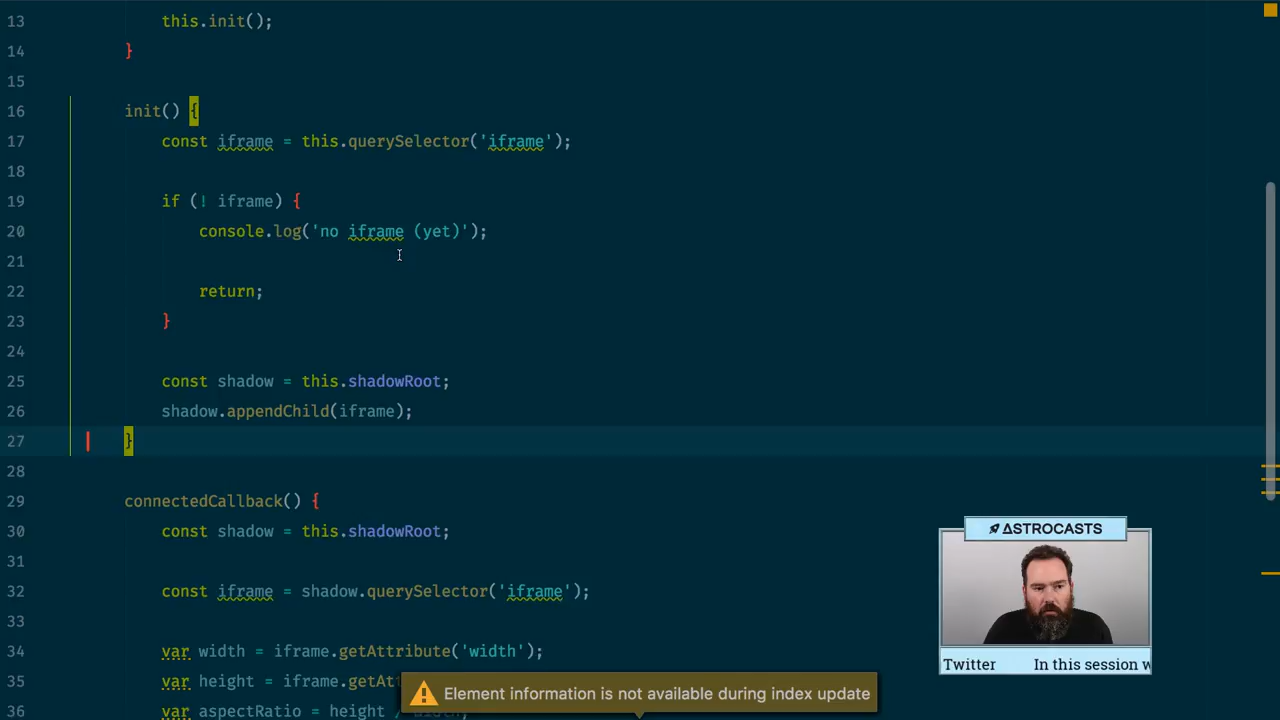 13 this.init();
14 }
15
16 init() {
17 const iframe = this.querySelector('iframe');
18
19 if (! iframe) {
20 console.log('no iframe (yet)');
21
22 return;
23 }
24
25 const shadow = this.shadowRoot;
26 shadow.appendChild(iframe);
27 }
28
29 connectedCallback() {
30 const shadow = this.shadowRoot;
31
32 const iframe = shadow.querySelector('iframe');
33
34 var width = iframe.getAttribute('width');
35 var height = iframe.getAt
36 var aspectRatio = height /
Element information is not available during index update
ΔSTROCASTS
Twitter In this session w